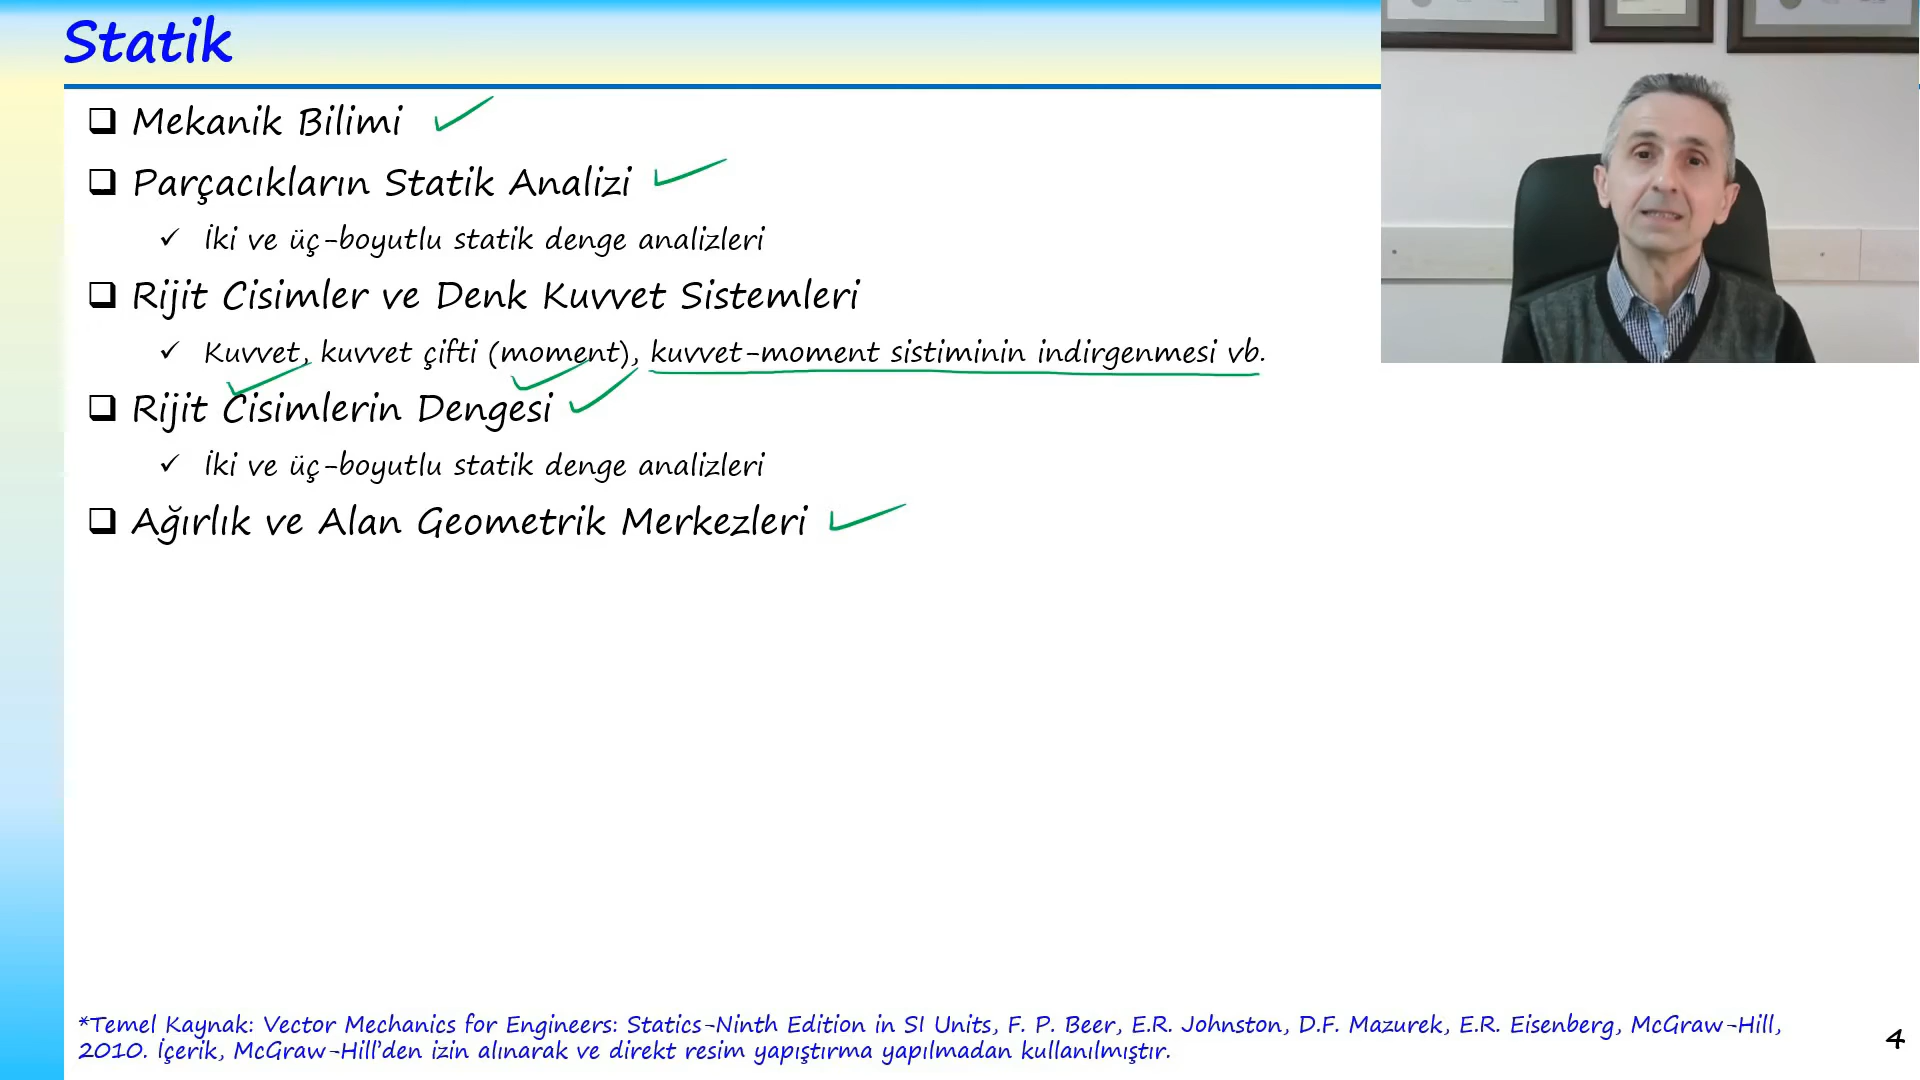 Statik
Mekanik Bilimi
Parçacıkların Statik Analizi
İki ve üç-boyutlu statik denge analizleri
Rijit Cisimler ve Denk Kuvvet Sistemleri
Kuvvet, kuvvet çifti (moment), kuvvet-moment sistiminin indirgenmesi vb.
Rijit Cisimlerin Dengesi
İki ve üç-boyutlu statik denge analizleri
Ağırlık ve Alan Geometrik Merkezleri
*Temel Kaynak: Vector Mechanics for Engineers: Statics-Ninth Edition in SI Units, F. P. Beer, E.R. Johnston, D.F. Mazurek, E.R. Eisenberg, McGraw-Hill,
2010. İçerik, McGraw-Hill'den izin alınarak ve direkt resim yapıştırma yapılmadan kullanılmıştır.
4